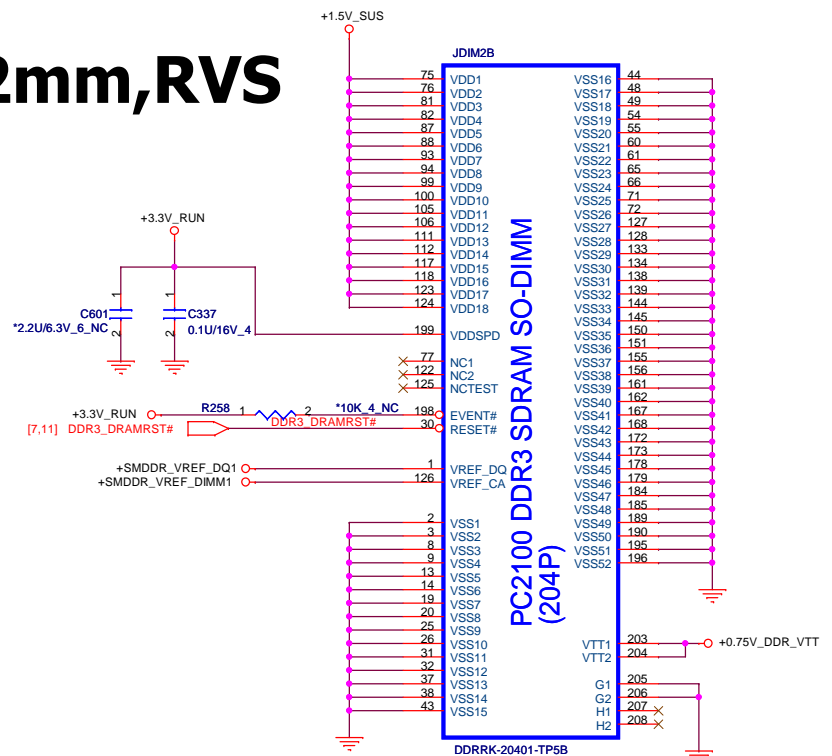 +1.5V_SUS
2mm,RVS
JDIM2B
75 VDD1 VSS16 44
76 VDD2 VSS17 48
81 VDD3 VSS18 49
82 VDD4 VSS19 54
87 VDD5 VSS20 55
88 VDD6 VSS21 60
93 VDD7 VSS22 61
94 VDD8 VSS23 65
99 VDD9 VSS24 66
100 VDD10 VSS25 71
105 VDD11 VSS26 72
106 VDD12 VSS27 127
111 VDD13 VSS28 128
112 VDD14 VSS29 133
117 VDD15 VSS30 134
118 VDD16 VSS31 138
123 VDD17 VSS32 139
124 VDD18 VSS33 144
VSS34 145
199 VDDSPD VSS35 150
VSS36 151
77 NC1 VSS37 155
122 NC2 VSS38 156
125 NCTEST VSS39 161
VSS40 162
198 EVENT# VSS41 167
30 RESET# VSS42 168
VSS43 172
VSS44 173
1 VREF_DQ VSS45 178
126 VREF_CA VSS46 179
VSS47 184
VSS48 185
2 VSS1 VSS49 189
3 VSS2 VSS50 190
8 VSS3 VSS51 195
9 VSS4 VSS52 196
13 VSS5
14 VSS6
19 VSS7
20 VSS8
25 VSS9
26 VSS10 VTT1 203
31 VSS11 VTT2 204
32 VSS12
37 VSS13 G1 205
38 VSS14 G2 206
43 VSS15 H1 207
H2 208
PC2100 DDR3 SDRAM SO-DIMM
(204P)
+3.3V_RUN
1 1
C601 C337
*2.2U/6.3V_6_NC 0.1U/16V_4
2 2
+3.3V_RUN R258 1 2 *10K_4_NC
[7,11] DDR3_DRAMRST# DDR3_DRAMRST#
+SMDDR_VREF_DQ1
+SMDDR_VREF_DIMM1
+0.75V_DDR_VTT
DDRRK-20401-TP5B